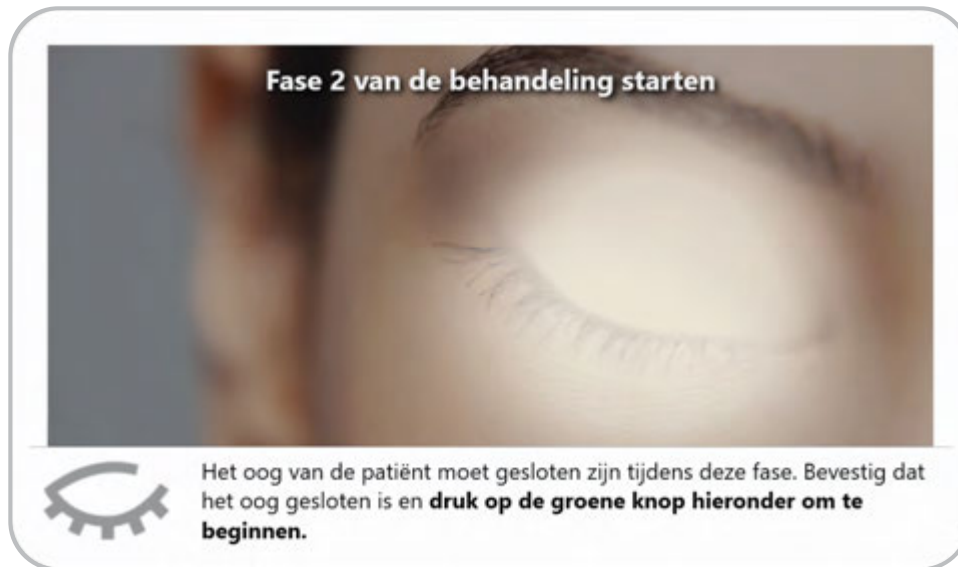 Fase 2 van de behandeling starten
Het oog van de patiënt moet gesloten zijn tijdens deze fase. Bevestig dat
het oog gesloten is en druk op de groene knop hieronder om te
beginnen.